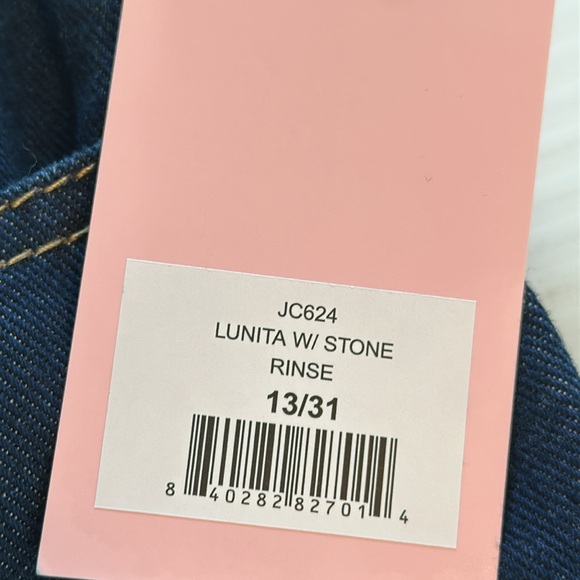 JC624
LUNITA W/ STONE
RINSE
13/31
8 40282 82701 4